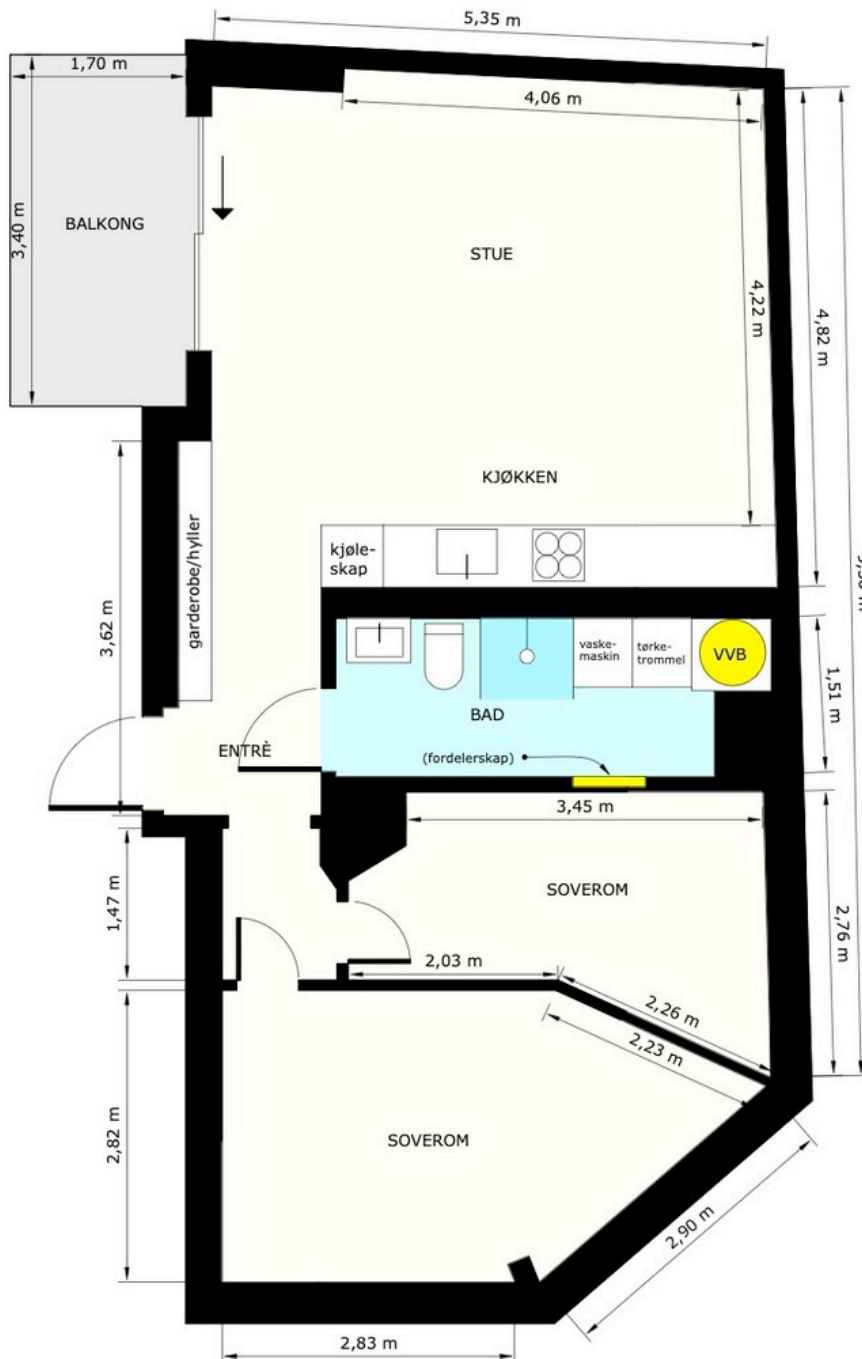 5,35 m
1,70 m
4,06 m
3,40 m
BALKONG
STUE
4,22 m
4,82 m
KJØKKEN
kjøle-
skap
garderobe/hyller
3,62 m
vaske-
maskin
tørke-
trommel
VVB
1,51 m
BAD
ENTRÈ
(fordelerskap)
3,45 m
SOVEROM
2,76 m
1,47 m
2,03 m
2,26 m
2,23 m
2,82 m
SOVEROM
2,90 m
2,83 m